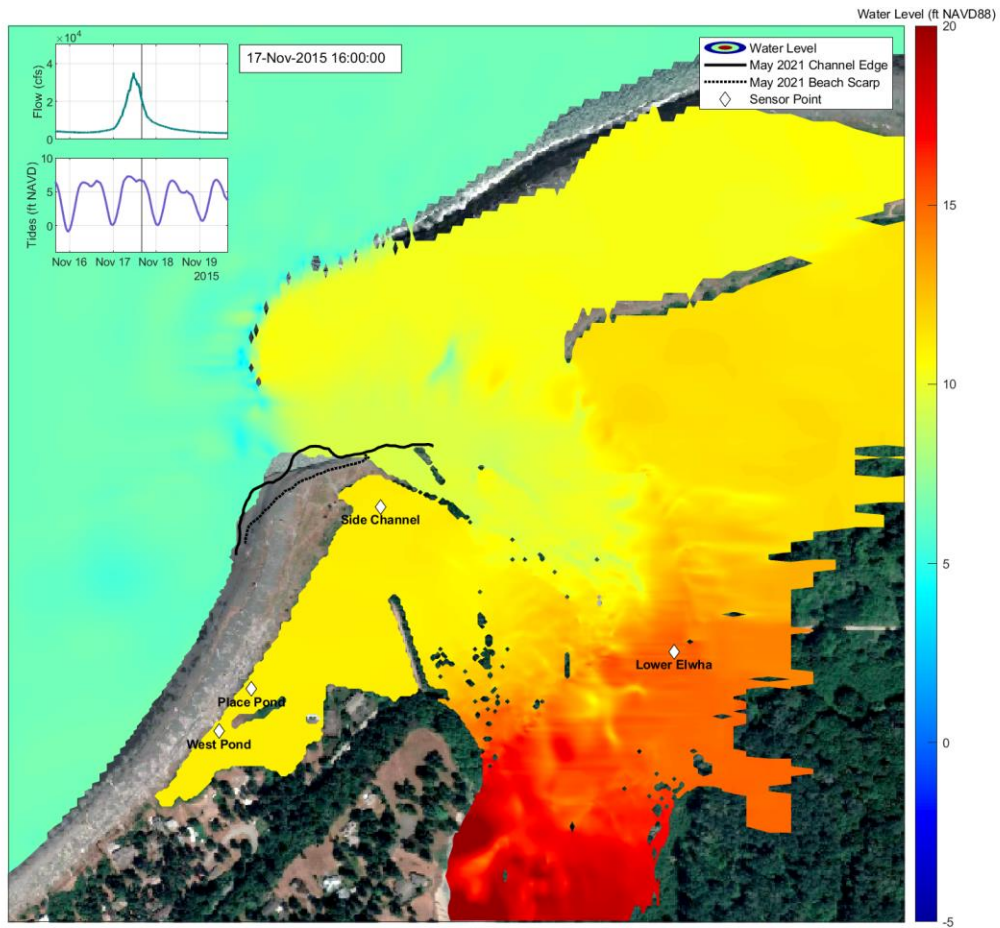 Water Level (ft NAVD88)
×10⁴
4
2
0
Flow (cfs)
17-Nov-2015 16:00:00
Water Level
May 2021 Channel Edge
May 2021 Beach Scarp
Sensor Point
10
5
0
Tides (ft NAVD)
Nov 16 Nov 17 Nov 18 Nov 19
2015
20
15
10
5
0
-5
Side Channel
Lower Elwha
Place Pond
West Pond